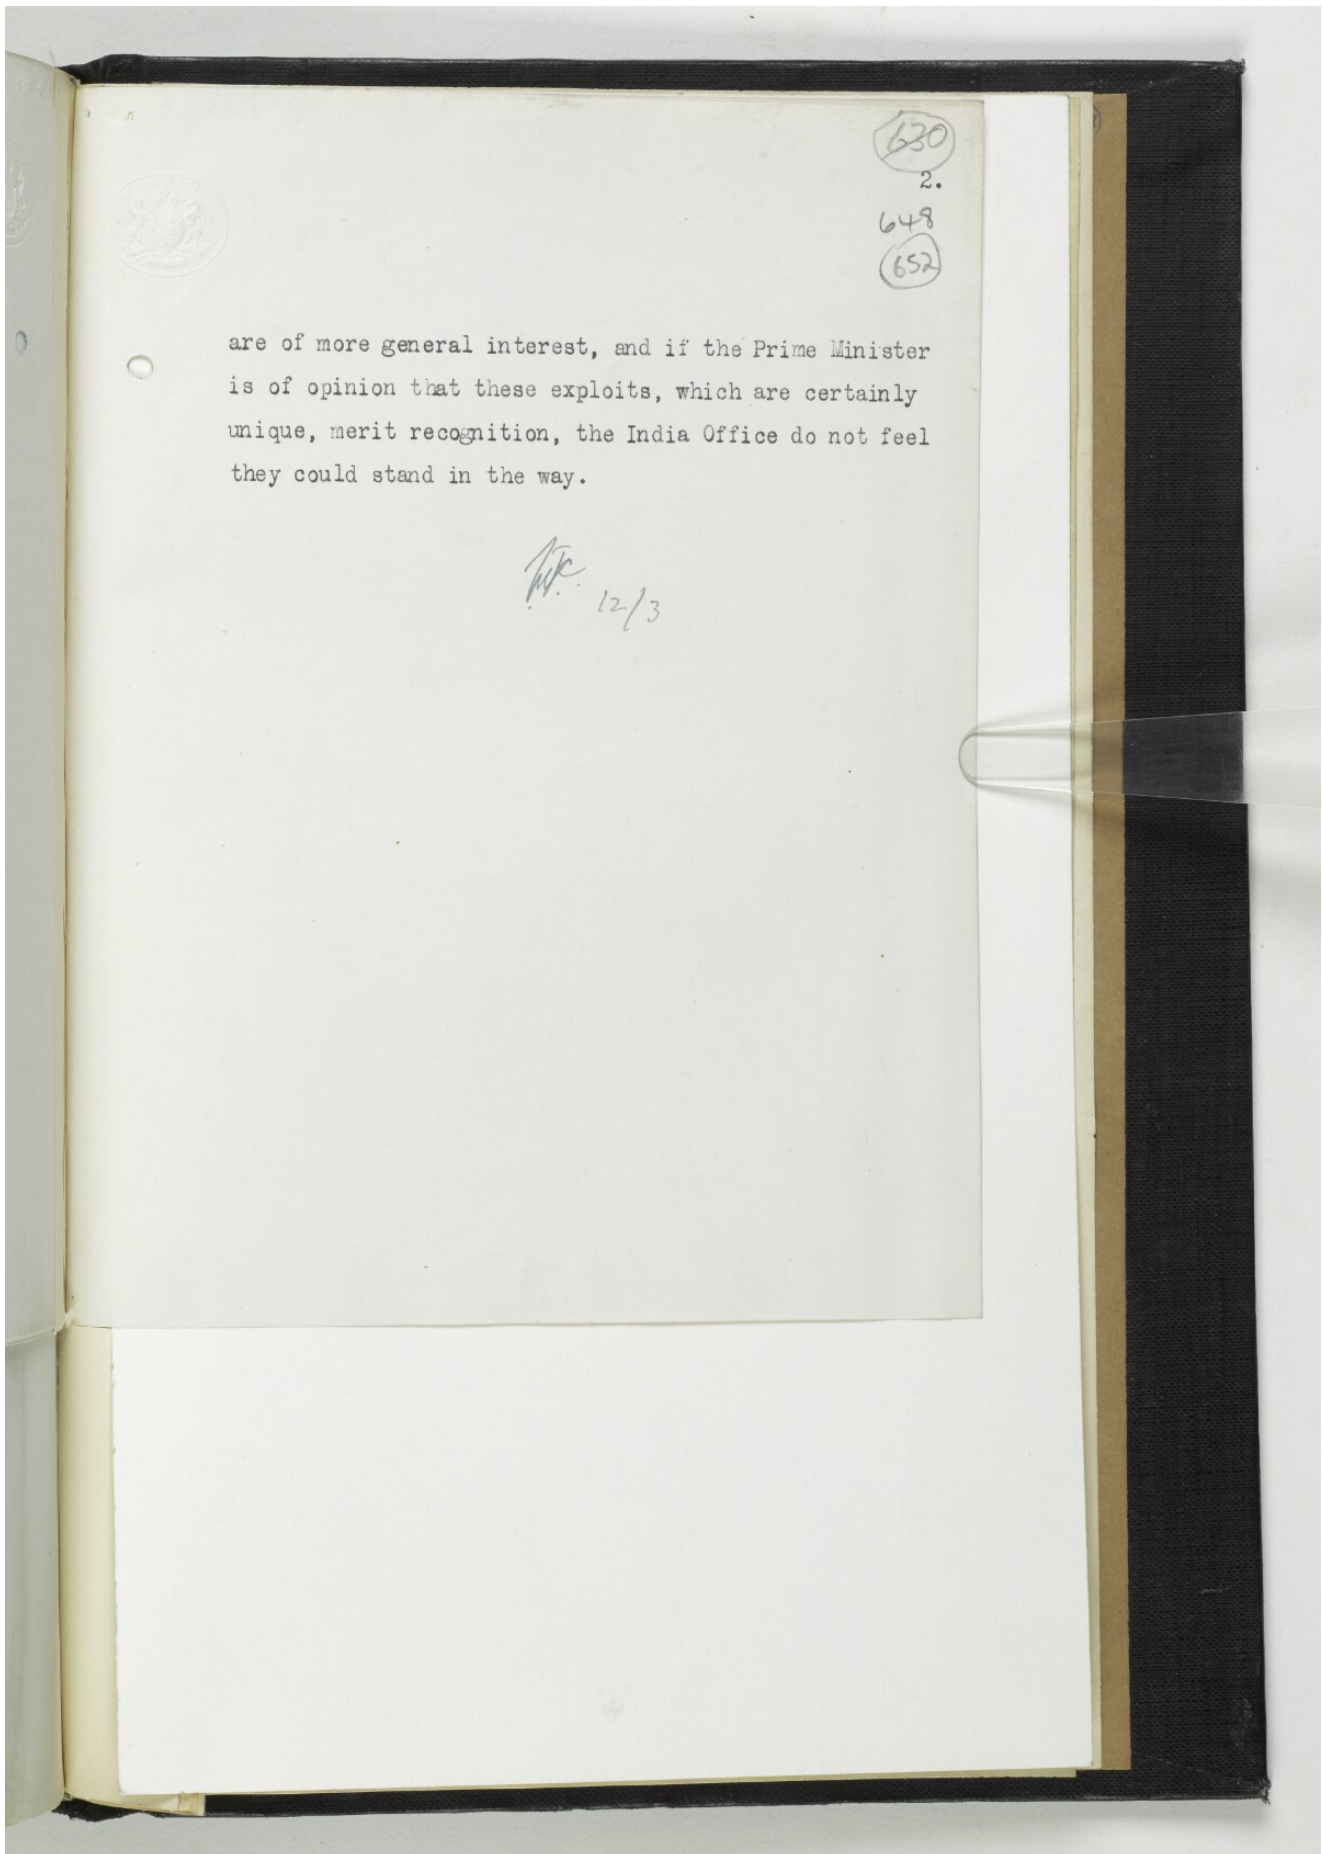 630
2.
648
652
are of more general interest, and if the Prime Minister
is of opinion that these exploits, which are certainly
unique, merit recognition, the India Office do not feel
they could stand in the way.
12/3